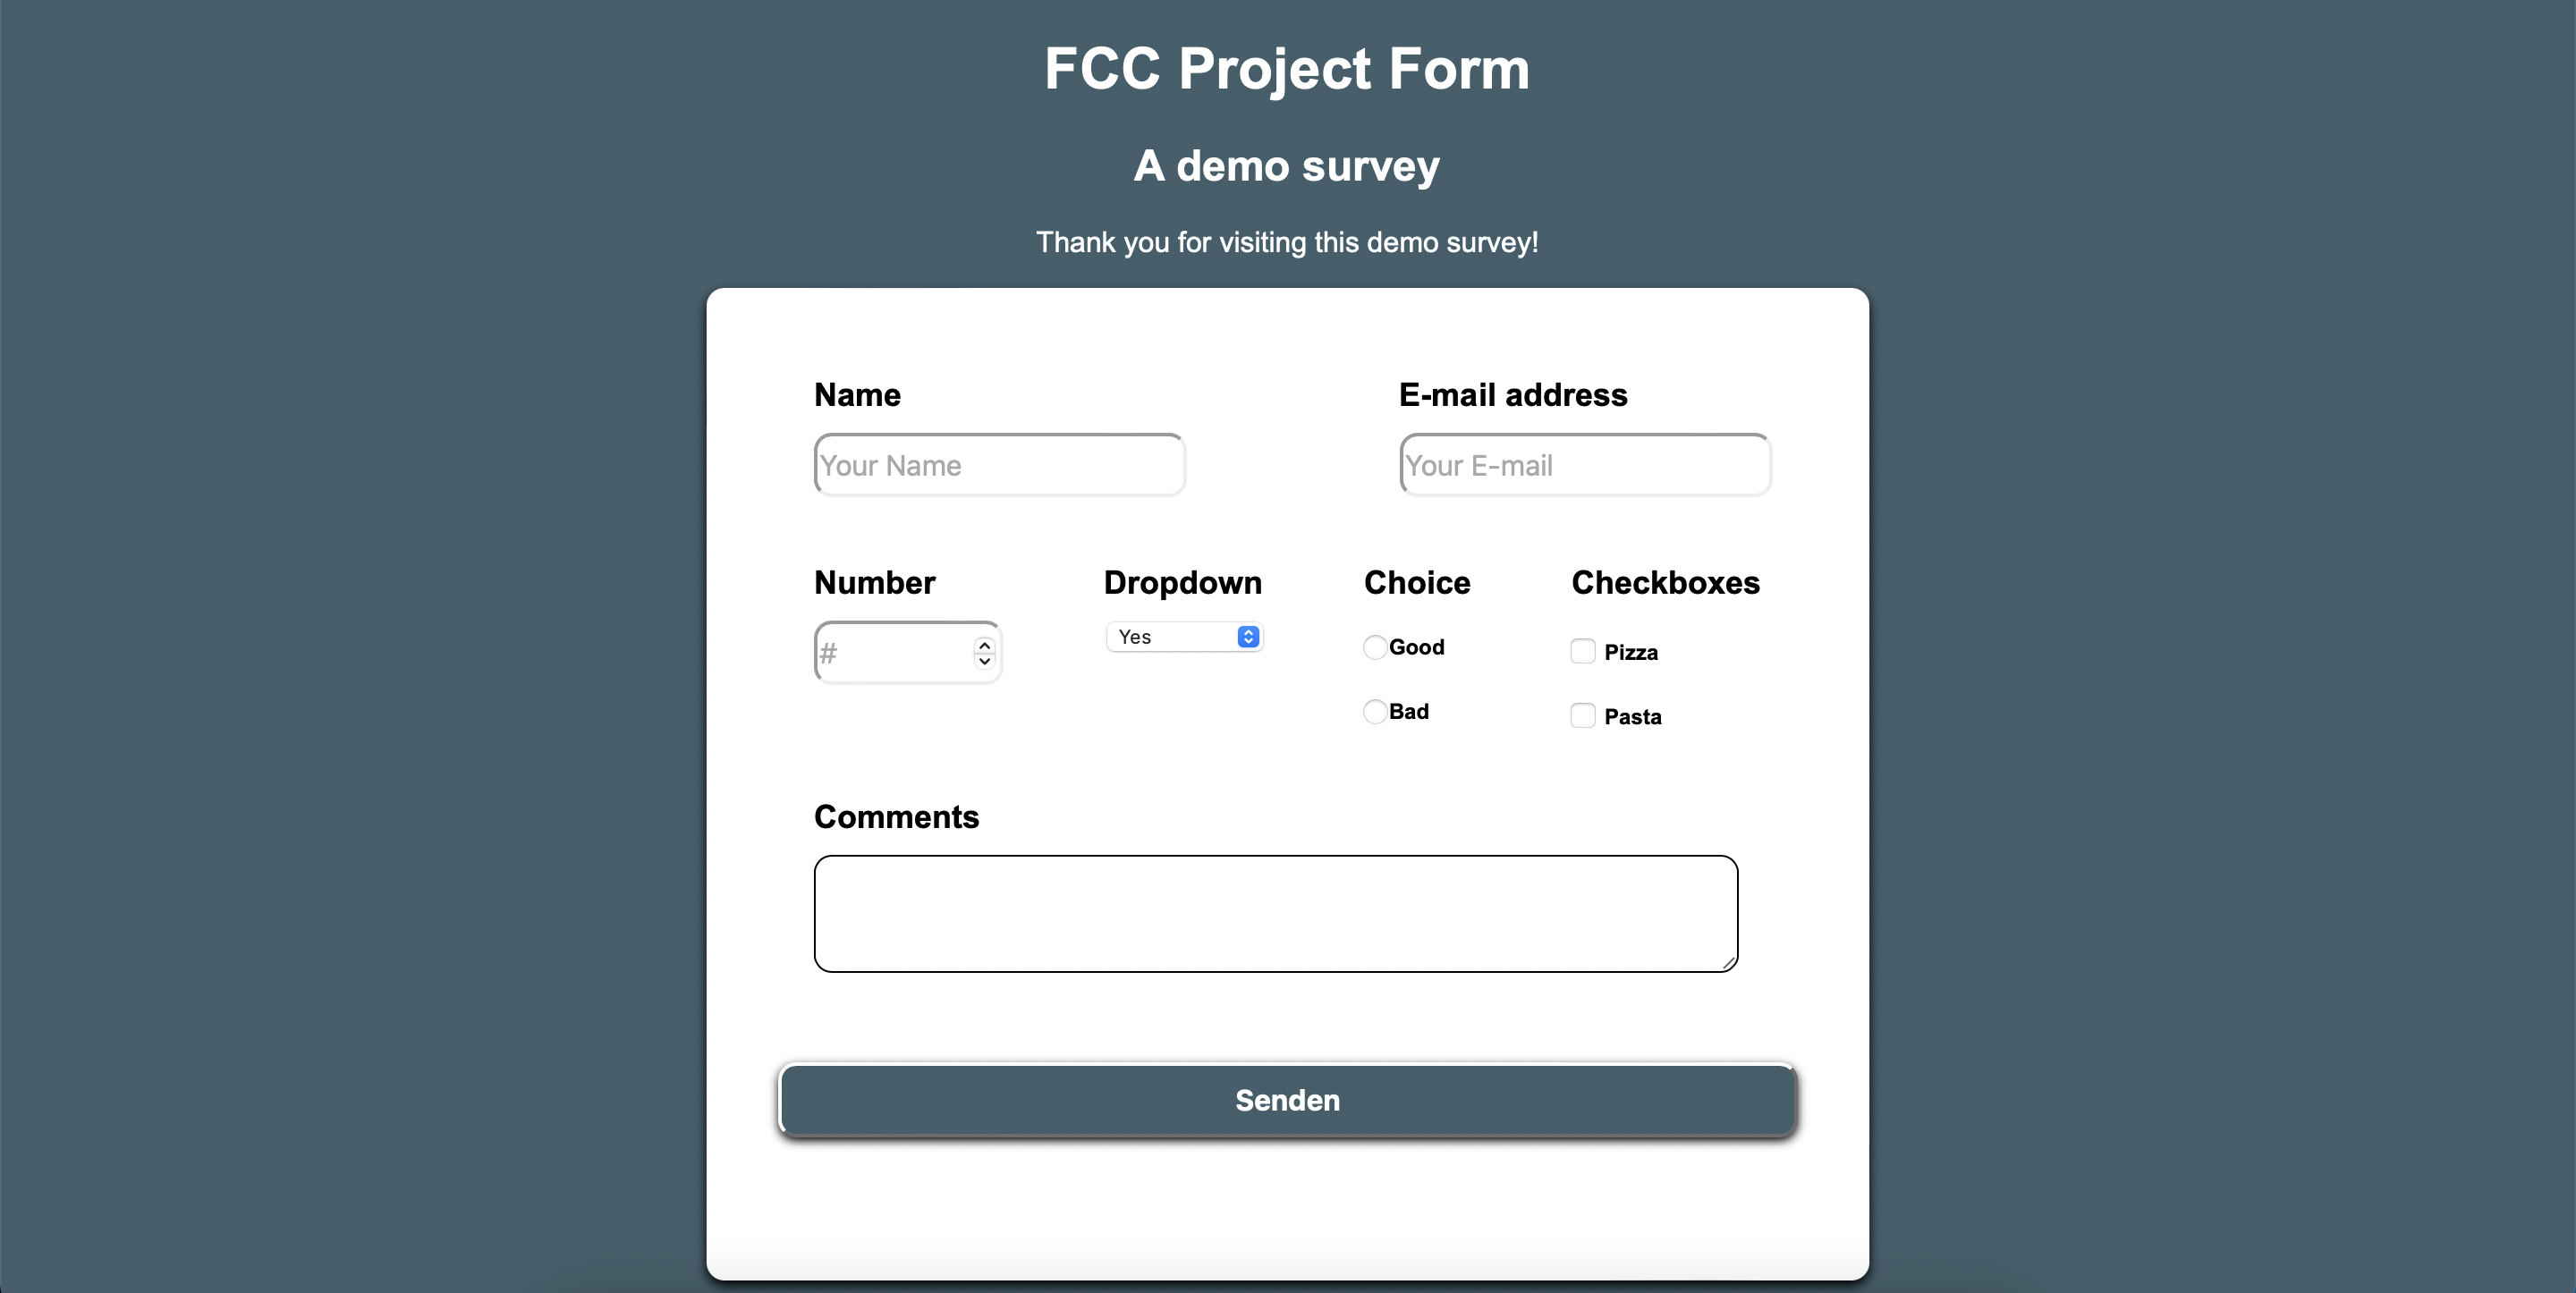 FCC Project Form
A demo survey
Thank you for visiting this demo survey!
Name
E-mail address
Your Name
Your E-mail
Number
Dropdown
Choice
Checkboxes
#
Yes
Good
Pizza
Bad
Pasta
Comments
Senden